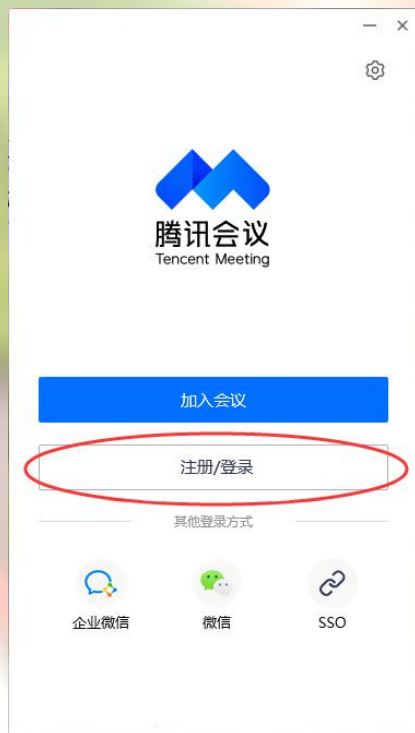 腾讯会议
Tencent Meeting
加入会议
注册/登录
其他登录方式
企业微信
微信
SSO